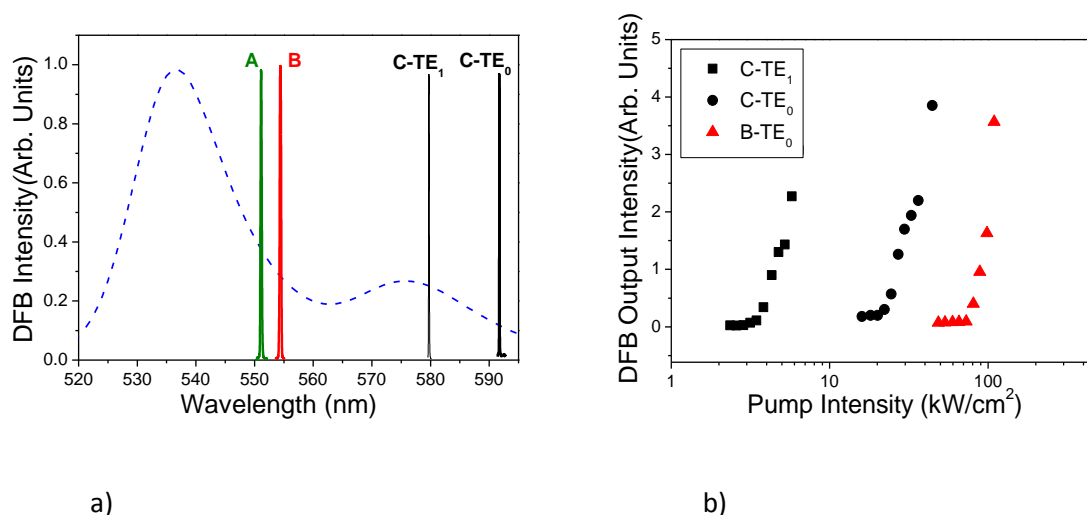 DFB Intensity(Arb. Units)
1.0
0.8
0.6
0.4
0.2
0.0
A
B
C-TE₁
C-TE₀
520 530 540 550 560 570 580 590
Wavelength (nm)
a)
DFB Output Intensity(Arb. Units)
5
4
3
2
1
0
C-TE₁
C-TE₀
B-TE₀
1 10 100
Pump Intensity (kW/cm²)
b)